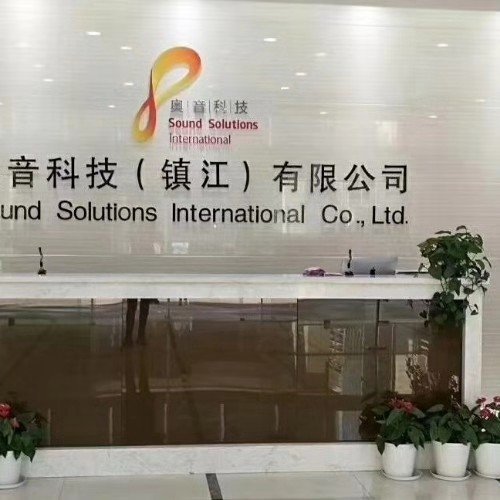 奥|音|科|技
Sound Solutions
International
音科技（镇江）有限公司
und Solutions International Co., Ltd.